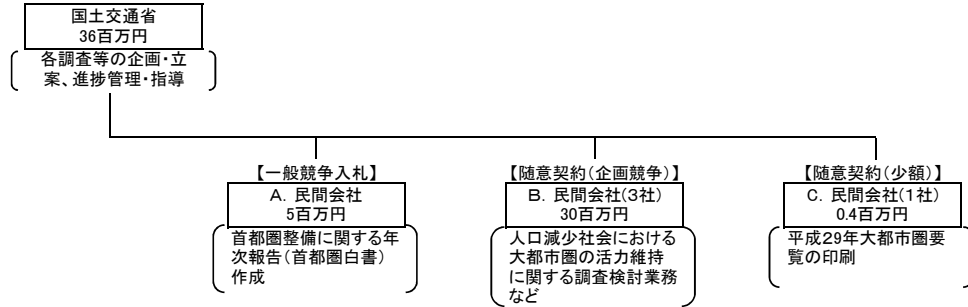 国土交通省
36百万円
各調査等の企画・立
案、進捗管理・指導
【一般競争入札】
A. 民間会社
5百万円
首都圏整備に関する年
次報告（首都圏白書）
作成
【随意契約（企画競争）】
B. 民間会社（3社）
30百万円
人口減少社会における
大都市圏の活力維持
に関する調査検討業務
など
【随意契約（少額）】
C. 民間会社（1社）
0.4百万円
平成29年大都市圏要
覧の印刷